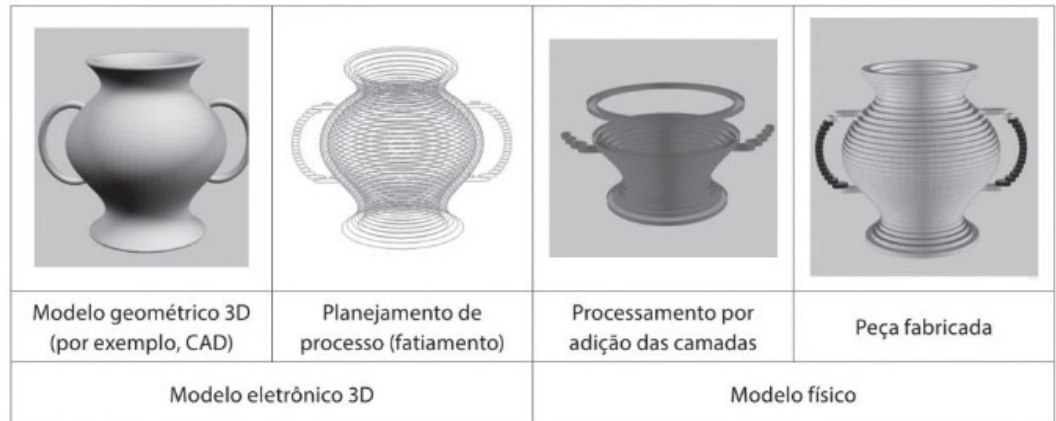 Modelo geométrico 3D
(por exemplo, CAD)
Planejamento de
processo (fatiamento)
Processamento por
adição das camadas
Peça fabricada
Modelo eletrônico 3D
Modelo físico